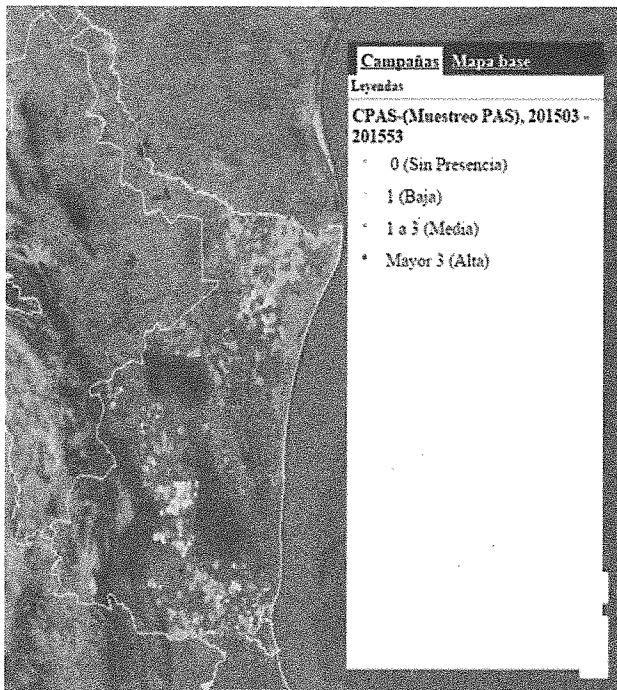 Campañas Mapa base
Leyendas
CPAS-(Muestreo PAS), 201503 -
201553
0 (Sin Presencia)
1 (Baja)
1 a 3 (Media)
Mayor 3 (Alta)